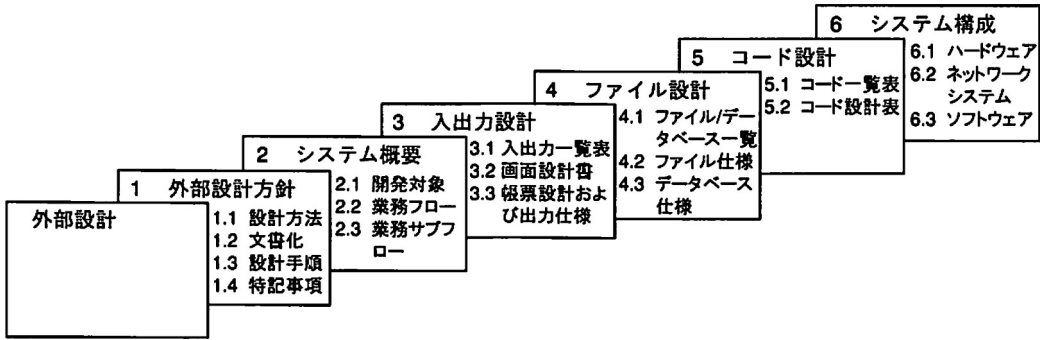 外部設計
1 外部設計方針
1.1 設計方法
1.2 文書化
1.3 設計手順
1.4 特記事項
2 システム概要
2.1 開発対象
2.2 業務フロー
2.3 業務サブフ
ロー
3 入出力設計
3.1 入出力一覧表
3.2 画面設計書
3.3 帳票設計およ
び出力仕様
4 ファイル設計
4.1 ファイル/デー
タベース一覧
4.2 ファイル仕様
4.3 データベース
仕様
5 コード設計
5.1 コード一覧表
5.2 コード設計表
6 システム構成
6.1 ハードウェア
6.2 ネットワーク
システム
6.3 ソフトウェア